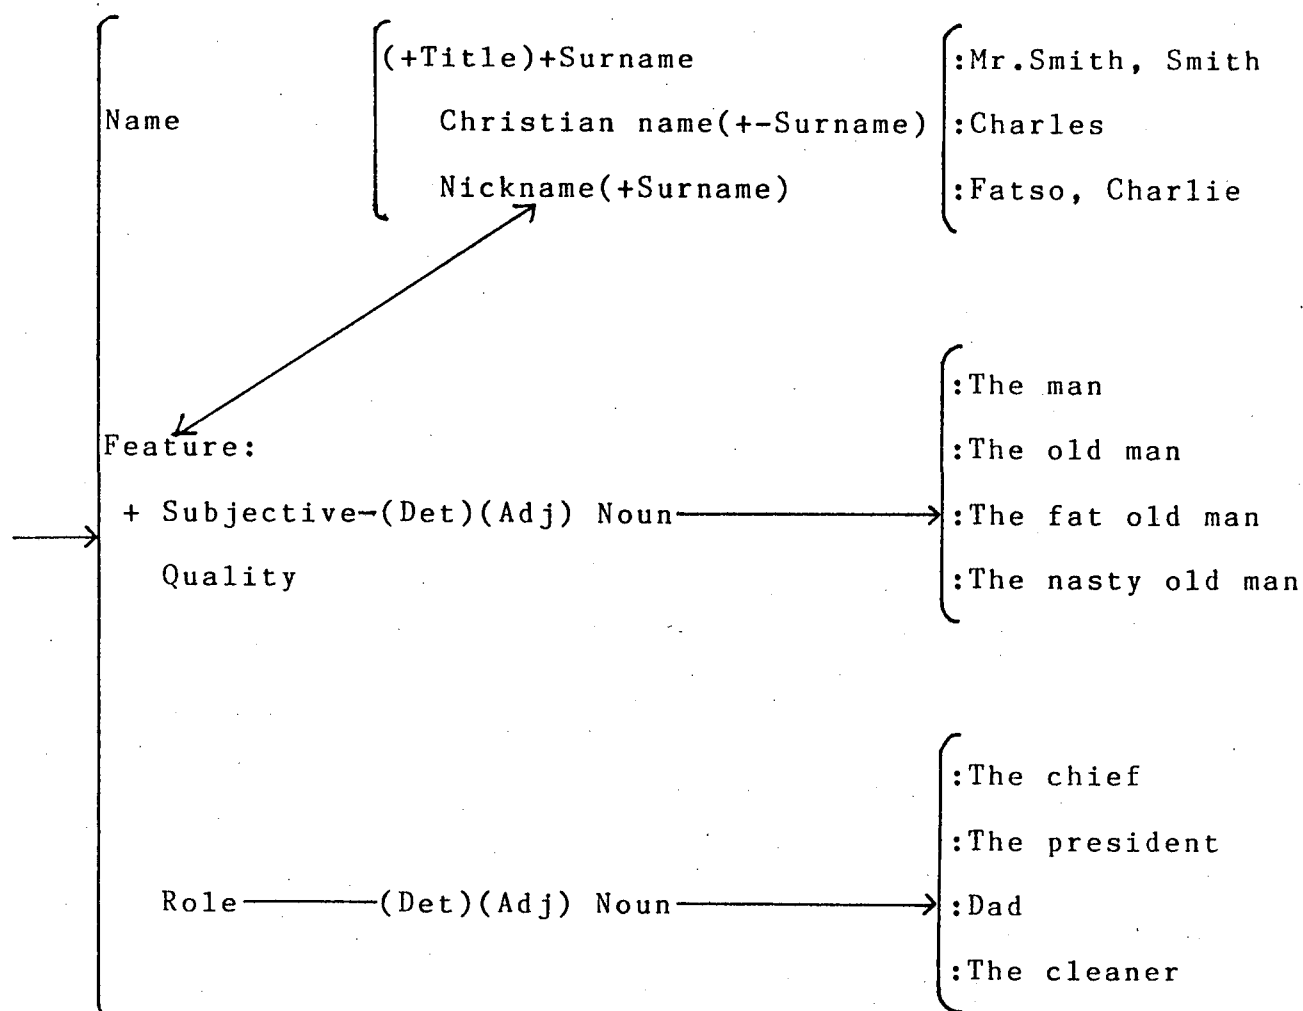 (+Title)+Surname :Mr.Smith, Smith
Name Christian name(+-Surname) :Charles
Nickname(+Surname) :Fatso, Charlie
:The man
Feature: :The old man
+ Subjective-(Det)(Adj) Noun :The fat old man
Quality :The nasty old man
:The chief
:The president
Role (Det)(Adj) Noun :Dad
:The cleaner